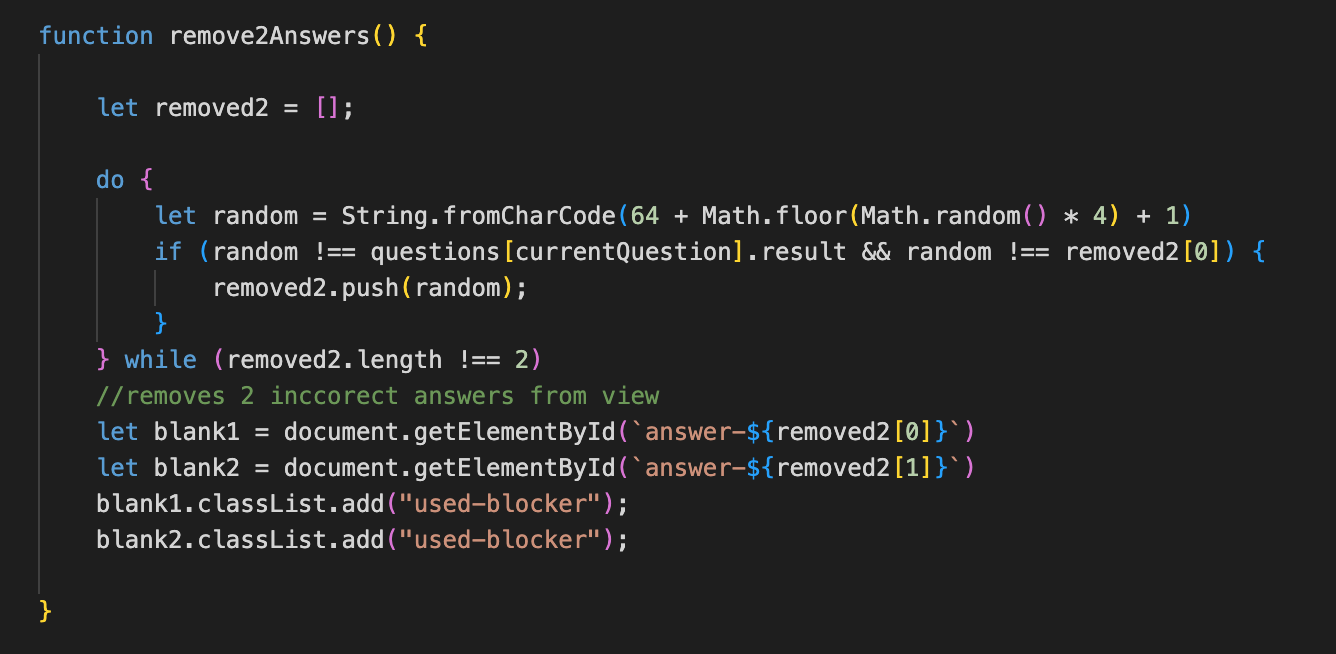 function remove2Answers() {
let removed2 = [];
do {
let random = String.fromCharCode(64 + Math.floor(Math.random() * 4) + 1)
if (random !== questions[currentQuestion].result && random !== removed2[0]) {
removed2.push(random);
}
} while (removed2.length !== 2)
//removes 2 inccorect answers from view
let blank1 = document.getElementById(`answer-${removed2[0]}`)
let blank2 = document.getElementById(`answer-${removed2[1]}`)
blank1.classList.add("used-blocker");
blank2.classList.add("used-blocker");
}